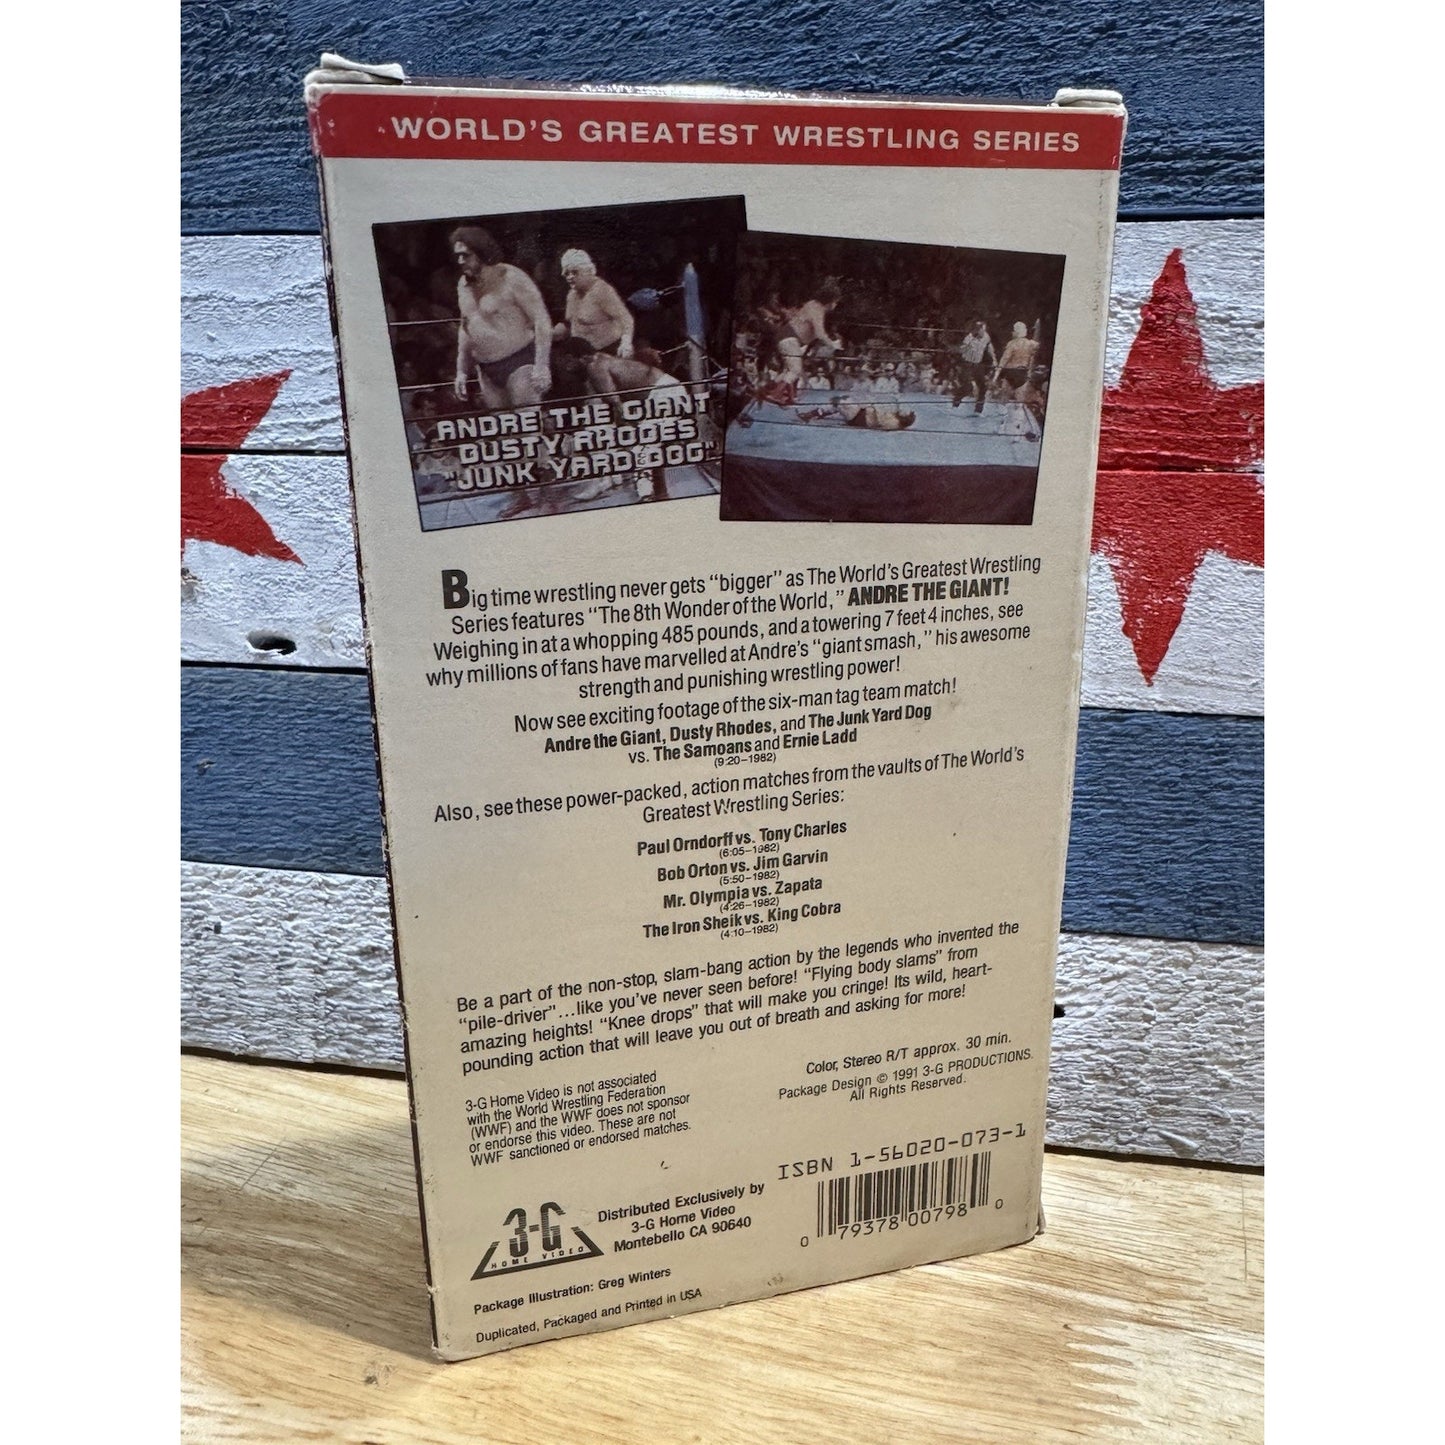 WORLD'S GREATEST WRESTLING SERIES
ANDRE THE GIANT
DUSTY RHODES
"JUNK YARD DOG"
Big time wrestling never gets "bigger" as The World's Greatest Wrestling
Series features "The 8th Wonder of the World," ANDRE THE GIANT!
Weighing in at a whopping 485 pounds, and a towering 7 feet 4 inches, see
why millions of fans have marvelled at Andre's "giant smash," his awesome
strength and punishing wrestling power!
Now see exciting footage of the six-man tag team match!
Andre the Giant, Dusty Rhodes, and The Junk Yard Dog
vs. The Samoans and Ernie Ladd
(9:20–1982)
Also, see these power-packed, action matches from the vaults of The World's
Greatest Wrestling Series:
Paul Orndorff vs. Tony Charles
(6:05–1982)
Bob Orton vs. Jim Garvin
(5:50–1982)
Mr. Olympia vs. Zapata
(4:26–1982)
The Iron Sheik vs. King Cobra
(4:10–1982)
Be a part of the non-stop, slam-bang action by the legends who invented the
"pile-driver"...like you've never seen before! "Flying body slams" from
amazing heights! "Knee drops" that will make you cringe! Its wild, heart-
pounding action that will leave you out of breath and asking for more!
Color, Stereo R/T approx. 30 min.
Package Design © 1991 3-G PRODUCTIONS.
All Rights Reserved.
3-G Home Video is not associated
with the World Wrestling Federation
(WWF) and the WWF does not sponsor
or endorse this video. These are not
WWF sanctioned or endorsed matches.
ISBN 1-56020-073-1
0 79378 00798 0
3-G
HOME VIDEO
Distributed Exclusively by
3-G Home Video
Montebello CA 90640
Package Illustration: Greg Winters
Duplicated, Packaged and Printed in USA